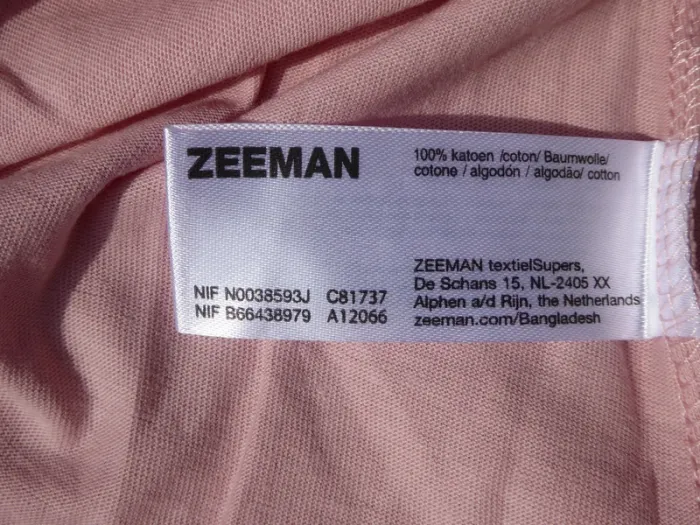 ZEEMAN
100% katoen /coton/ Baumwolle/
cotone / algodón / algodão/ cotton
NIF N0038593J C81737
NIF B66438979 A12066
ZEEMAN textielSupers,
De Schans 15, NL-2405 XX
Alphen a/d Rijn, the Netherlands
zeeman.com/Bangladesh